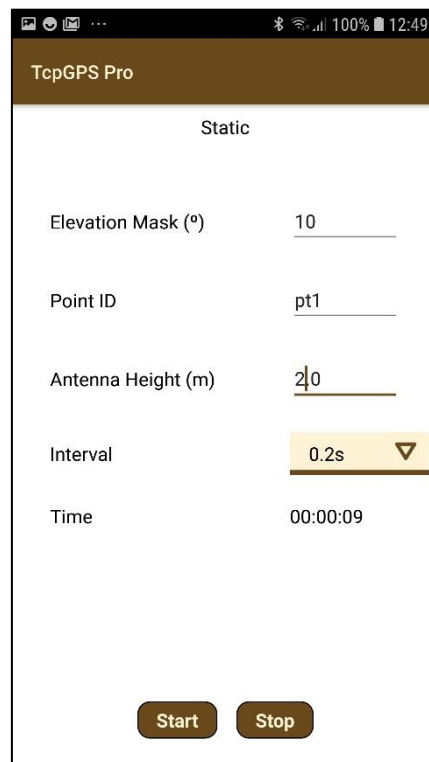 100% 12:49
TcpGPS Pro
Static
Elevation Mask (º) 10
Point ID pt1
Antenna Height (m) 2.0
Interval 0.2s
Time 00:00:09
Start Stop